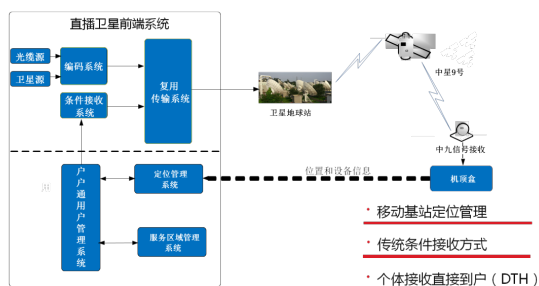 直播卫星前端系统
光缆源
卫星源
编码系统
条件接收
系统
复用
传输系统
卫星地球站
中星9号
中九信号接收
机顶盒
位置和设备信息
户
户
通
用
户
管
理
系
统
定位管理
系统
服务区域管理
系统
· 移动基站定位管理
· 传统条件接收方式
· 个体接收直接到户（DTH）